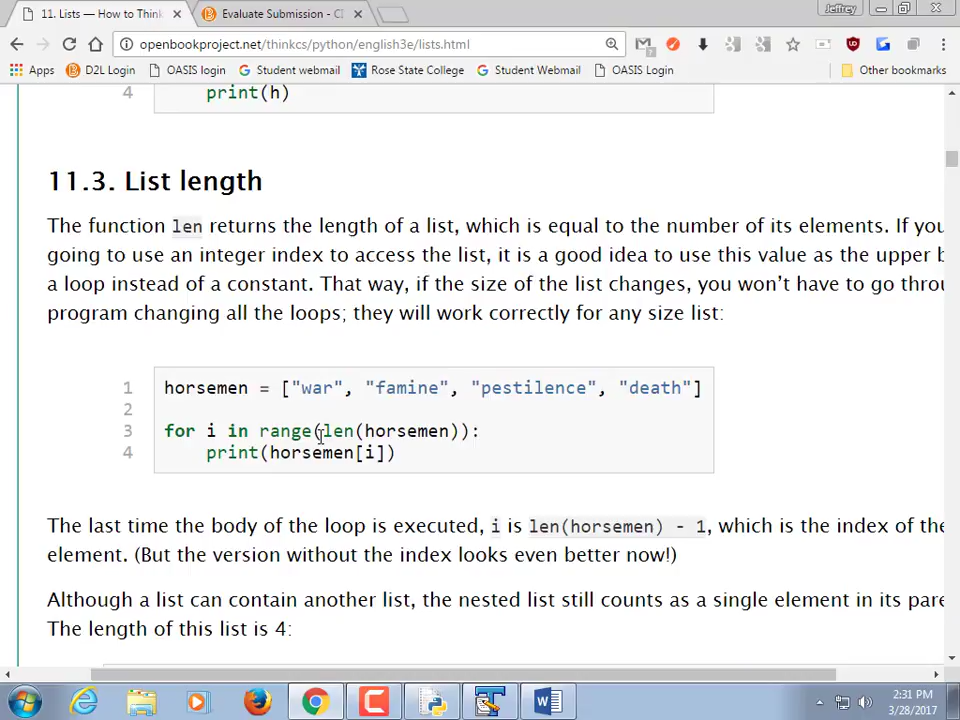 11. Lists — How to Think
Evaluate Submission - C
Jeffrey
openbookproject.net/thinkcs/python/english3e/lists.html
Apps D2L Login OASIS login Student webmail Rose State College Student Webmail OASIS Login Other bookmarks
4 print(h)
11.3. List length
The function len returns the length of a list, which is equal to the number of its elements. If you
going to use an integer index to access the list, it is a good idea to use this value as the upper b
a loop instead of a constant. That way, if the size of the list changes, you won’t have to go throu
program changing all the loops; they will work correctly for any size list:
1 horsemen = ["war", "famine", "pestilence", "death"]
2
3 for i in range(len(horsemen)):
4 print(horsemen[i])
The last time the body of the loop is executed, i is len(horsemen) - 1, which is the index of the
element. (But the version without the index looks even better now!)
Although a list can contain another list, the nested list still counts as a single element in its pare
The length of this list is 4:
2:31 PM
3/28/2017